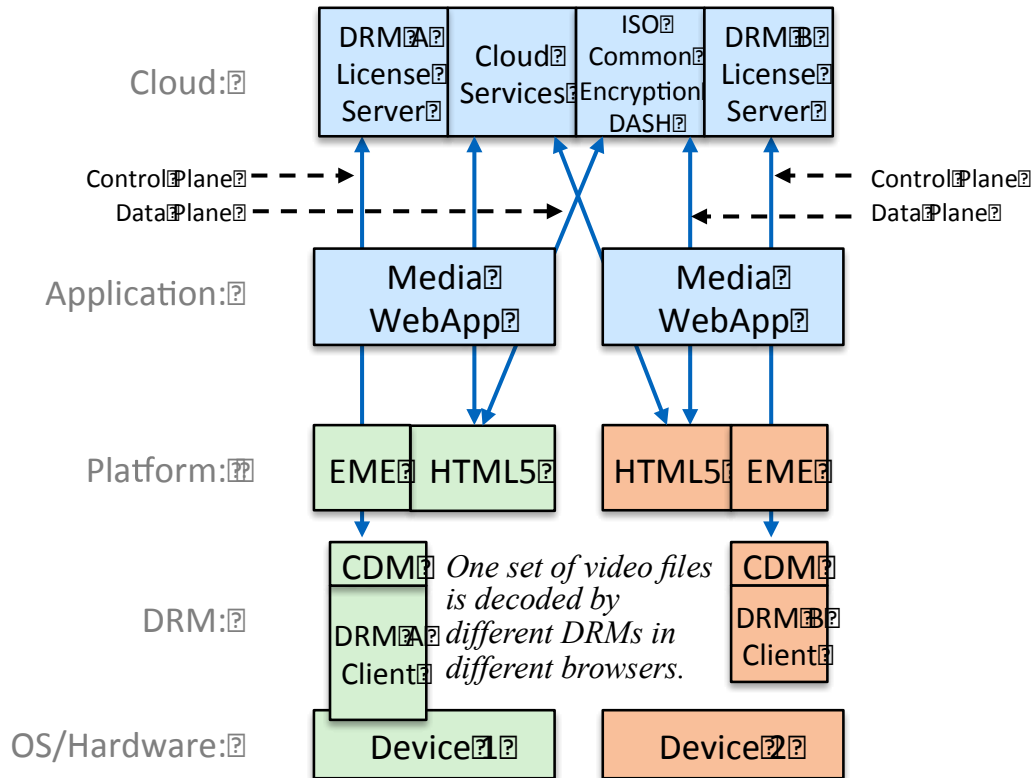 Cloud:
DRM A
License
Server
Cloud
Services
ISO
Common
Encryption
DASH
DRM B
License
Server
Control Plane
Data Plane
Control Plane
Data Plane
Application:
Media
WebApp
Media
WebApp
Platform:
EME
HTML5
HTML5
EME
DRM:
CDM
DRM A
Client
One set of video files
is decoded by
different DRMs in
different browsers.
CDM
DRM B
Client
OS/Hardware:
Device 1
Device 2